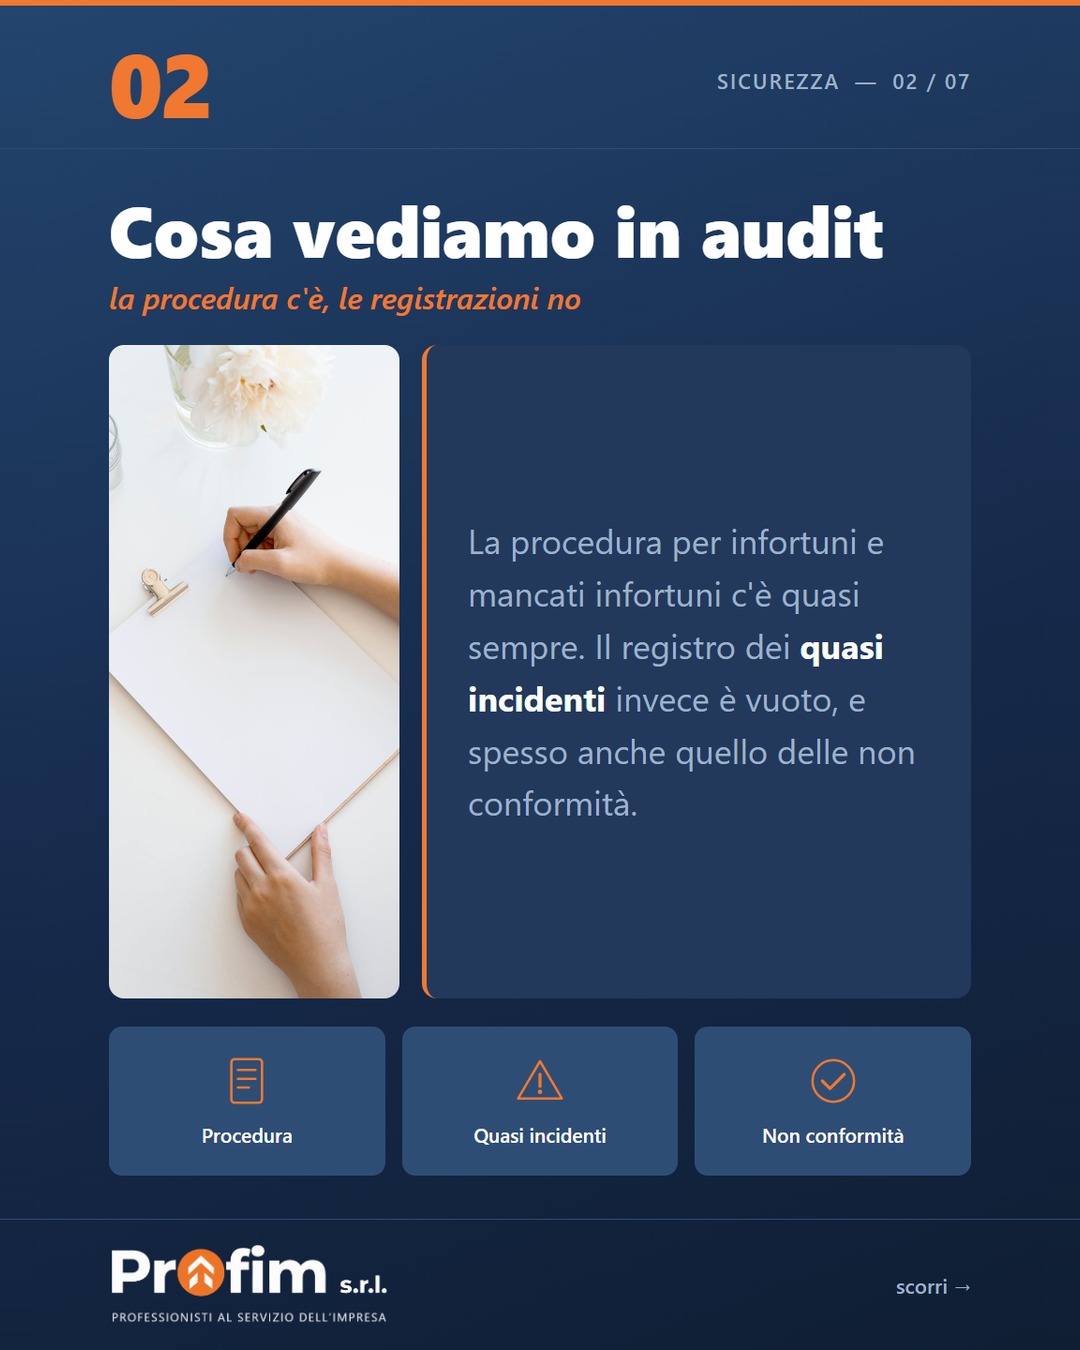 02
SICUREZZA — 02 / 07
Cosa vediamo in audit
la procedura c'è, le registrazioni no
La procedura per infortuni e
mancati infortuni c'è quasi
sempre. Il registro dei quasi
incidenti invece è vuoto, e
spesso anche quello delle non
conformità.
Procedura
Quasi incidenti
Non conformità
Profim s.r.l.
PROFESSIONISTI AL SERVIZIO DELL'IMPRESA
scorri →